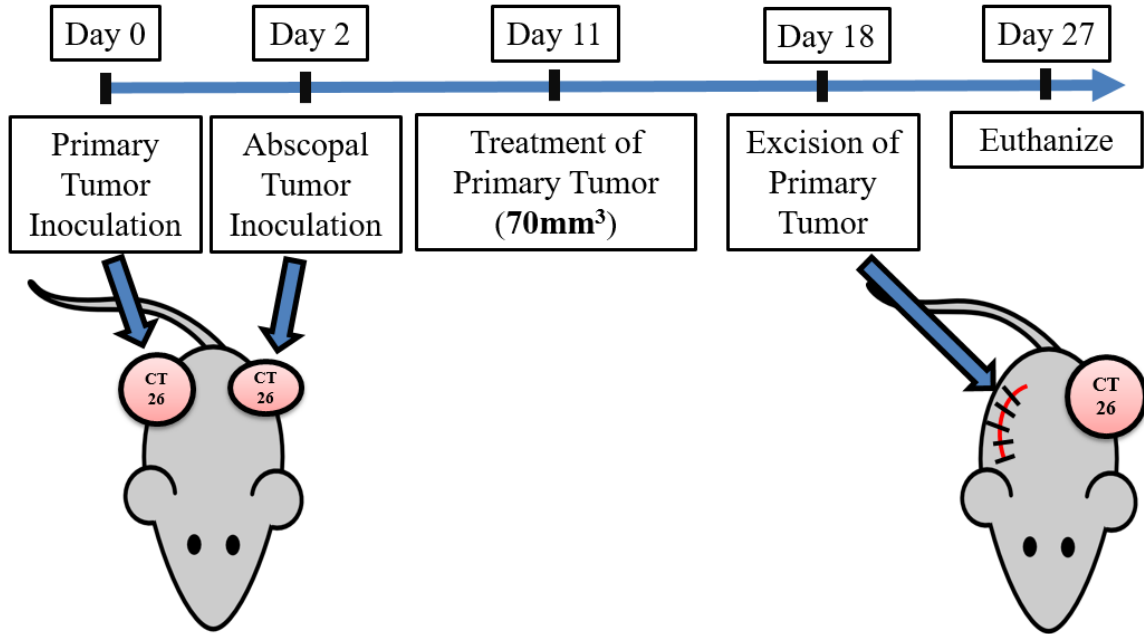 Day 0
Day 2
Day 11
Day 18
Day 27
Primary
Tumor
Inoculation
Abscopal
Tumor
Inoculation
Treatment of
Primary Tumor
(70mm³)
Excision of
Primary
Tumor
Euthanize
CT
26
CT
26
CT
26